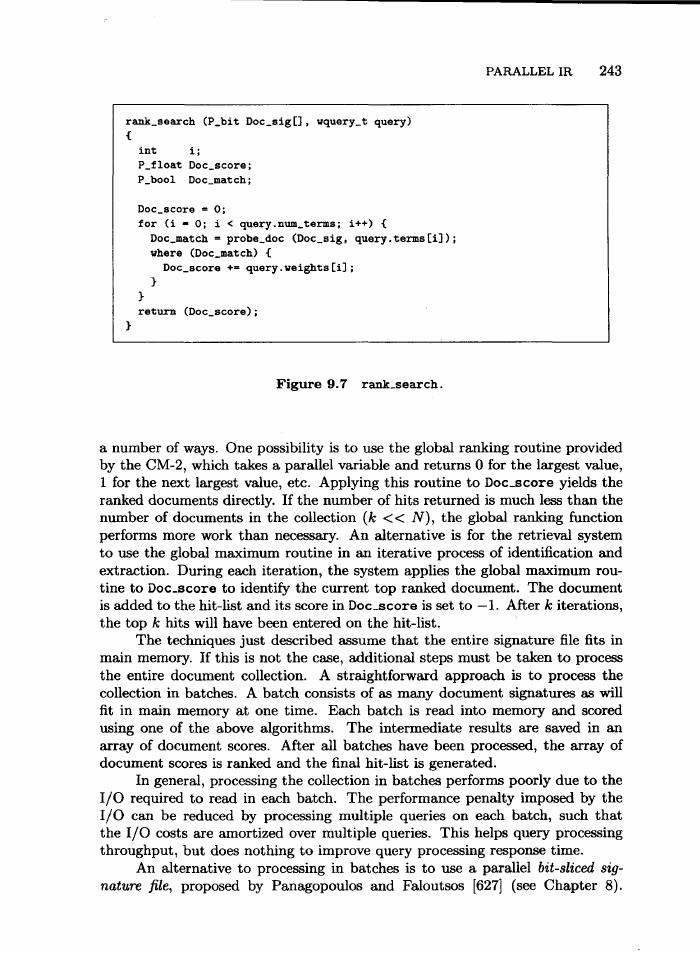 PARALLEL IR 243
rank_search (P_bit Doc_sig[], wquery_t query)
{
int i;
P_float Doc_score;
P_bool Doc_match;
Doc_score = 0;
for (i = 0; i < query.num_terms; i++) {
Doc_match = probe_doc (Doc_sig, query.terms[i]);
where (Doc_match) {
Doc_score += query.weights[i];
}
}
return (Doc_score);
}
Figure 9.7 rank_search.
a number of ways. One possibility is to use the global ranking routine provided
by the CM-2, which takes a parallel variable and returns 0 for the largest value,
1 for the next largest value, etc. Applying this routine to Doc_score yields the
ranked documents directly. If the number of hits returned is much less than the
number of documents in the collection (k << N), the global ranking function
performs more work than necessary. An alternative is for the retrieval system
to use the global maximum routine in an iterative process of identification and
extraction. During each iteration, the system applies the global maximum rou-
tine to Doc_score to identify the current top ranked document. The document
is added to the hit-list and its score in Doc_score is set to −1. After k iterations,
the top k hits will have been entered on the hit-list.
The techniques just described assume that the entire signature file fits in
main memory. If this is not the case, additional steps must be taken to process
the entire document collection. A straightforward approach is to process the
collection in batches. A batch consists of as many document signatures as will
fit in main memory at one time. Each batch is read into memory and scored
using one of the above algorithms. The intermediate results are saved in an
array of document scores. After all batches have been processed, the array of
document scores is ranked and the final hit-list is generated.
In general, processing the collection in batches performs poorly due to the
I/O required to read in each batch. The performance penalty imposed by the
I/O can be reduced by processing multiple queries on each batch, such that
the I/O costs are amortized over multiple queries. This helps query processing
throughput, but does nothing to improve query processing response time.
An alternative to processing in batches is to use a parallel bit-sliced sig-
nature file, proposed by Panagopoulos and Faloutsos [627] (see Chapter 8).